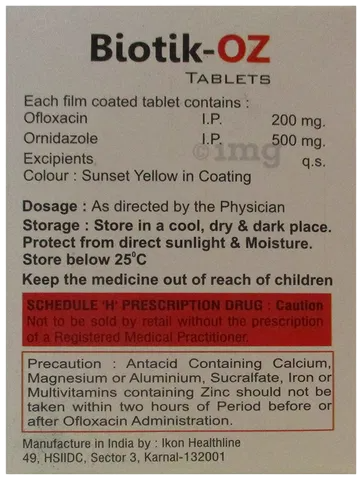 Biotik-OZ
TABLETS
Each film coated tablet contains :
Ofloxacin I.P. 200 mg.
Ornidazole I.P. 500 mg.
Excipients q.s.
Colour : Sunset Yellow in Coating
Dosage : As directed by the Physician
Storage : Store in a cool, dry & dark place.
Protect from direct sunlight & Moisture.
Store below 25°C
Keep the medicine out of reach of children
SCHEDULE 'H' PRESCRIPTION DRUG : Caution
Not to be sold by retail without the prescription
of a Registered Medical Practitioner.
Precaution : Antacid Containing Calcium,
Magnesium or Aluminium, Sucralfate, Iron or
Multivitamins containing Zinc should not be
taken within two hours of Period before or
after Ofloxacin Administration.
Manufacture in India by : Ikon Healthline
49, HSIIDC, Sector 3, Karnal-132001
©img